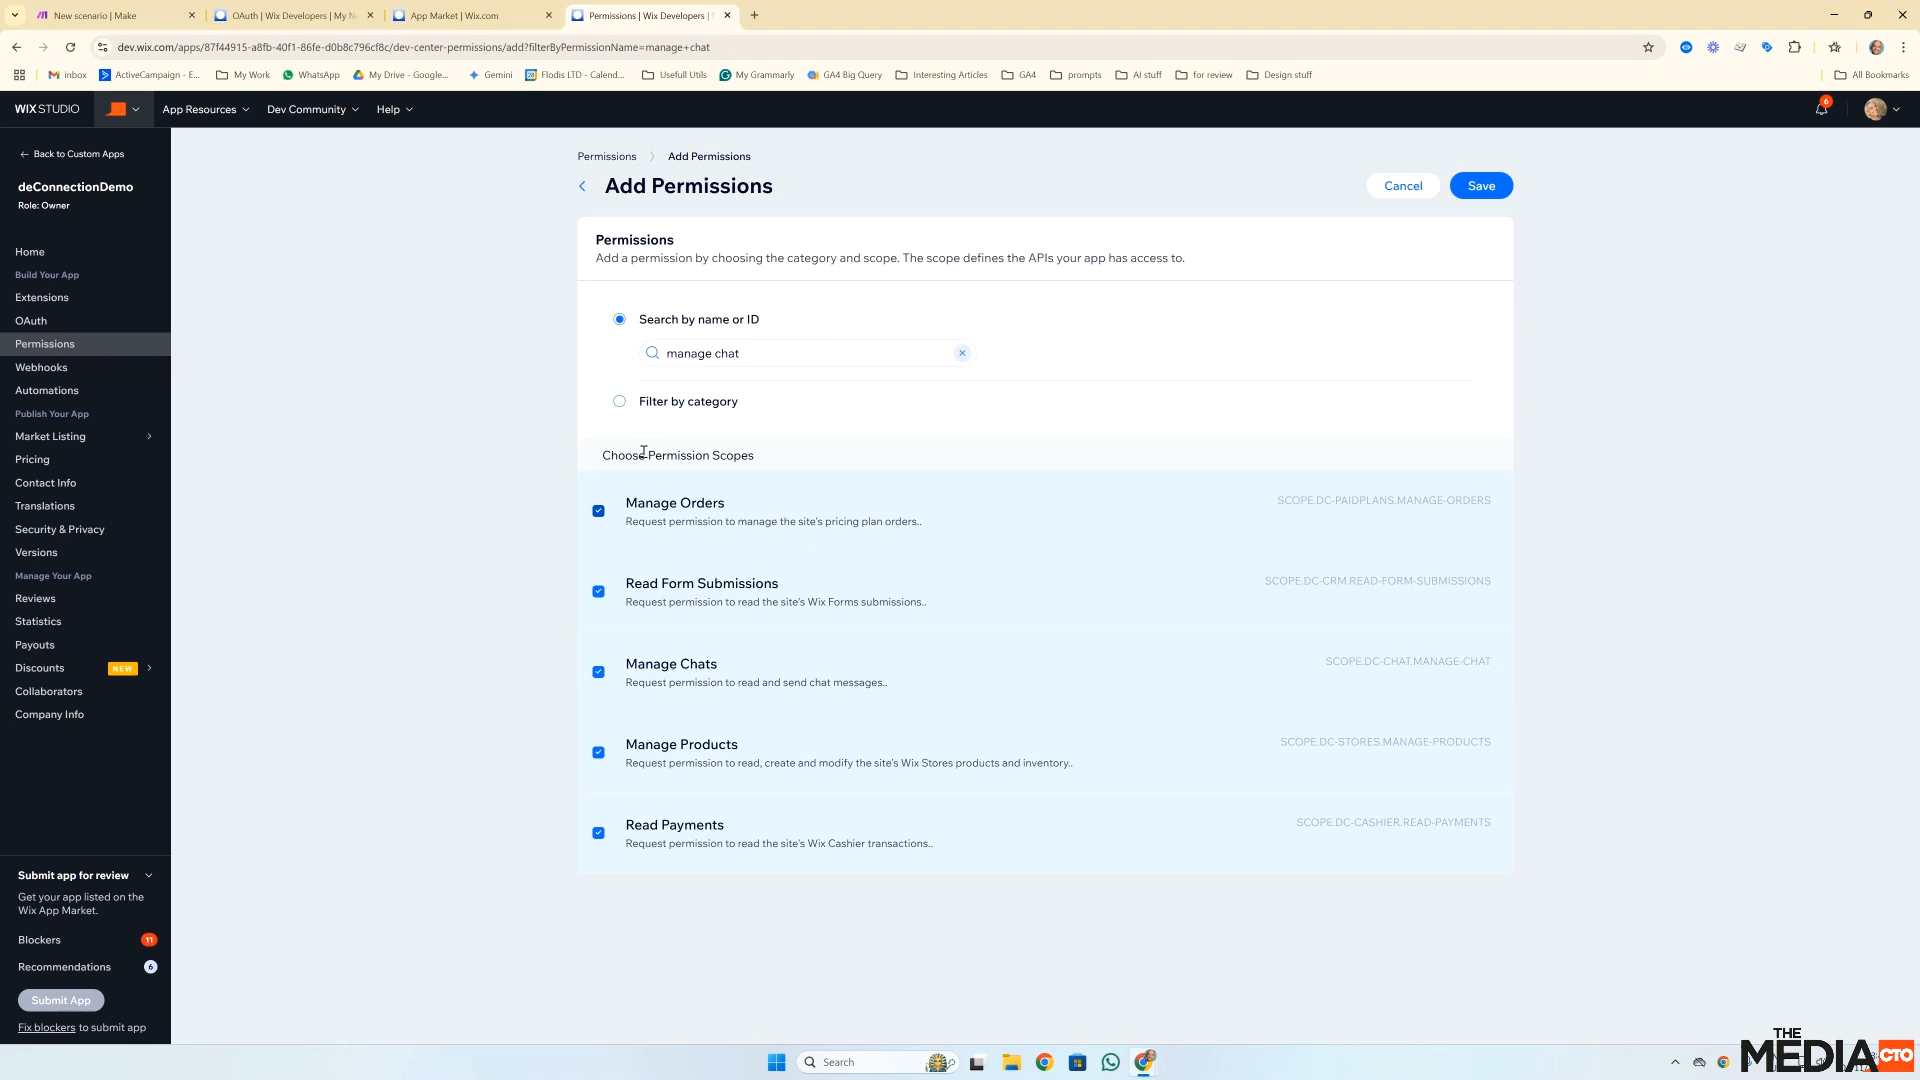 New scenario | Make
OAuth | Wix Developers | My N
App Market | Wix.com
Permissions | Wix Developers |
dev.wix.com/apps/87f44915-a8fb-40f1-86fe-d0b8c796cf8c/dev-center-permissions/add?filterByPermissionName=manage+chat
inbox
ActiveCampaign - E...
My Work
WhatsApp
My Drive - Google...
Gemini
Flodis LTD - Calend...
Usefull Utils
My Grammarly
GA4 Big Query
Interesting Articles
GA4
prompts
AI stuff
for review
Design stuff
All Bookmarks
WIX STUDIO
App Resources
Dev Community
Help
6
Back to Custom Apps
deConnectionDemo
Role: Owner
Home
Build Your App
Extensions
OAuth
Permissions
Webhooks
Automations
Publish Your App
Market Listing
Pricing
Contact Info
Translations
Security & Privacy
Versions
Manage Your App
Reviews
Statistics
Payouts
Discounts NEW
Collaborators
Company Info
Submit app for review
Get your app listed on the
Wix App Market.
Blockers 11
Recommendations 6
Submit App
Fix blockers to submit app
Permissions > Add Permissions
Add Permissions
Cancel
Save
Permissions
Add a permission by choosing the category and scope. The scope defines the APIs your app has access to.
Search by name or ID
manage chat
Filter by category
Choose Permission Scopes
Manage Orders
SCOPE.DC-PAIDPLANS.MANAGE-ORDERS
Request permission to manage the site's pricing plan orders..
Read Form Submissions
SCOPE.DC-CRM.READ-FORM-SUBMISSIONS
Request permission to read the site's Wix Forms submissions..
Manage Chats
SCOPE.DC-CHAT.MANAGE-CHAT
Request permission to read and send chat messages..
Manage Products
SCOPE.DC-STORES.MANAGE-PRODUCTS
Request permission to read, create and modify the site's Wix Stores products and inventory..
Read Payments
SCOPE.DC-CASHIER.READ-PAYMENTS
Request permission to read the site's Wix Cashier transactions..
Search
THE
MEDIA CTO